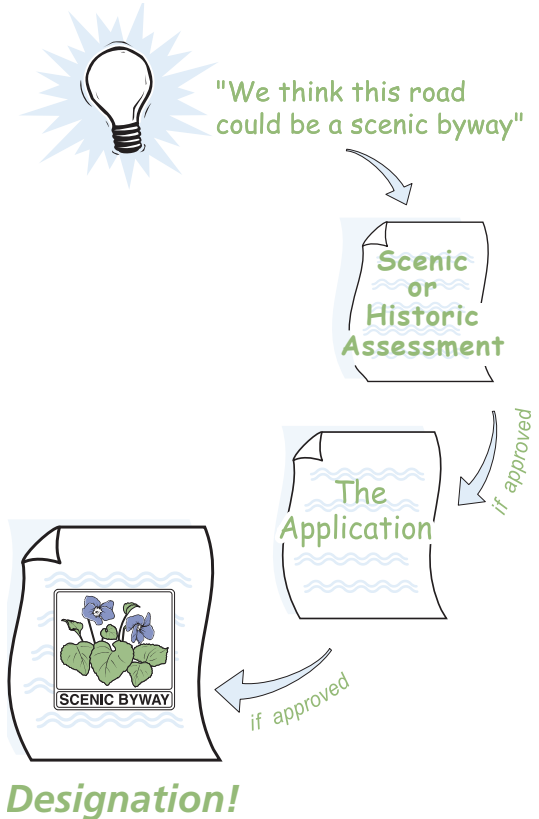 "We think this road
could be a scenic byway"
Scenic
or
Historic
Assessment
if approved
The
Application
if approved
SCENIC BYWAY
Designation!